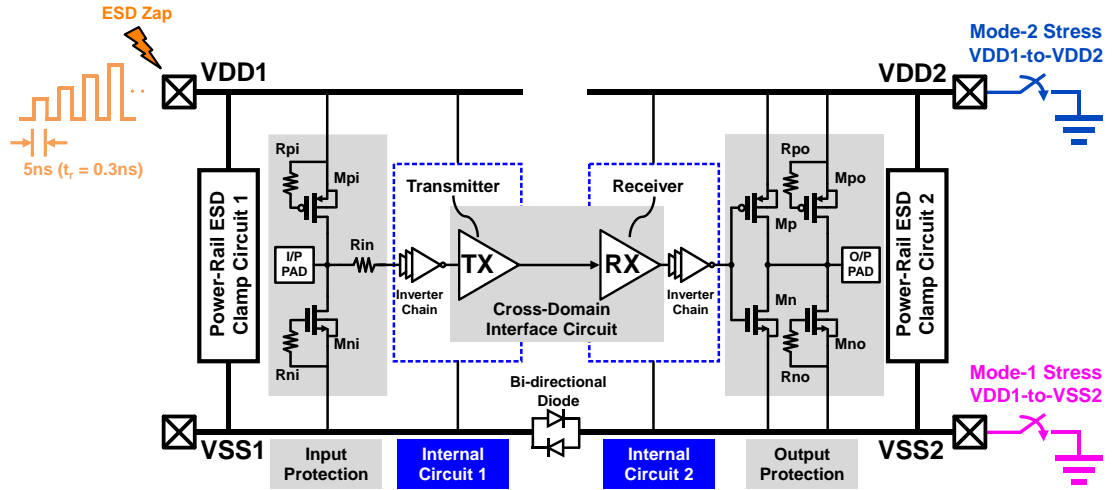 ESD Zap
VDD1
VDD2
Mode-2 Stress
VDD1-to-VDD2
5ns (tr = 0.3ns)
Power-Rail ESD
Clamp Circuit 1
Rpi
Mpi
I/P
PAD
Rin
Mni
Rni
Transmitter
TX
Inverter
Chain
Receiver
RX
Inverter
Chain
Cross-Domain
Interface Circuit
Rpo
Mpo
Mp
O/P
PAD
Mn
Mno
Rno
Power-Rail ESD
Clamp Circuit 2
Bi-directional
Diode
Mode-1 Stress
VDD1-to-VSS2
VSS1
VSS2
Input
Protection
Internal
Circuit 1
Internal
Circuit 2
Output
Protection